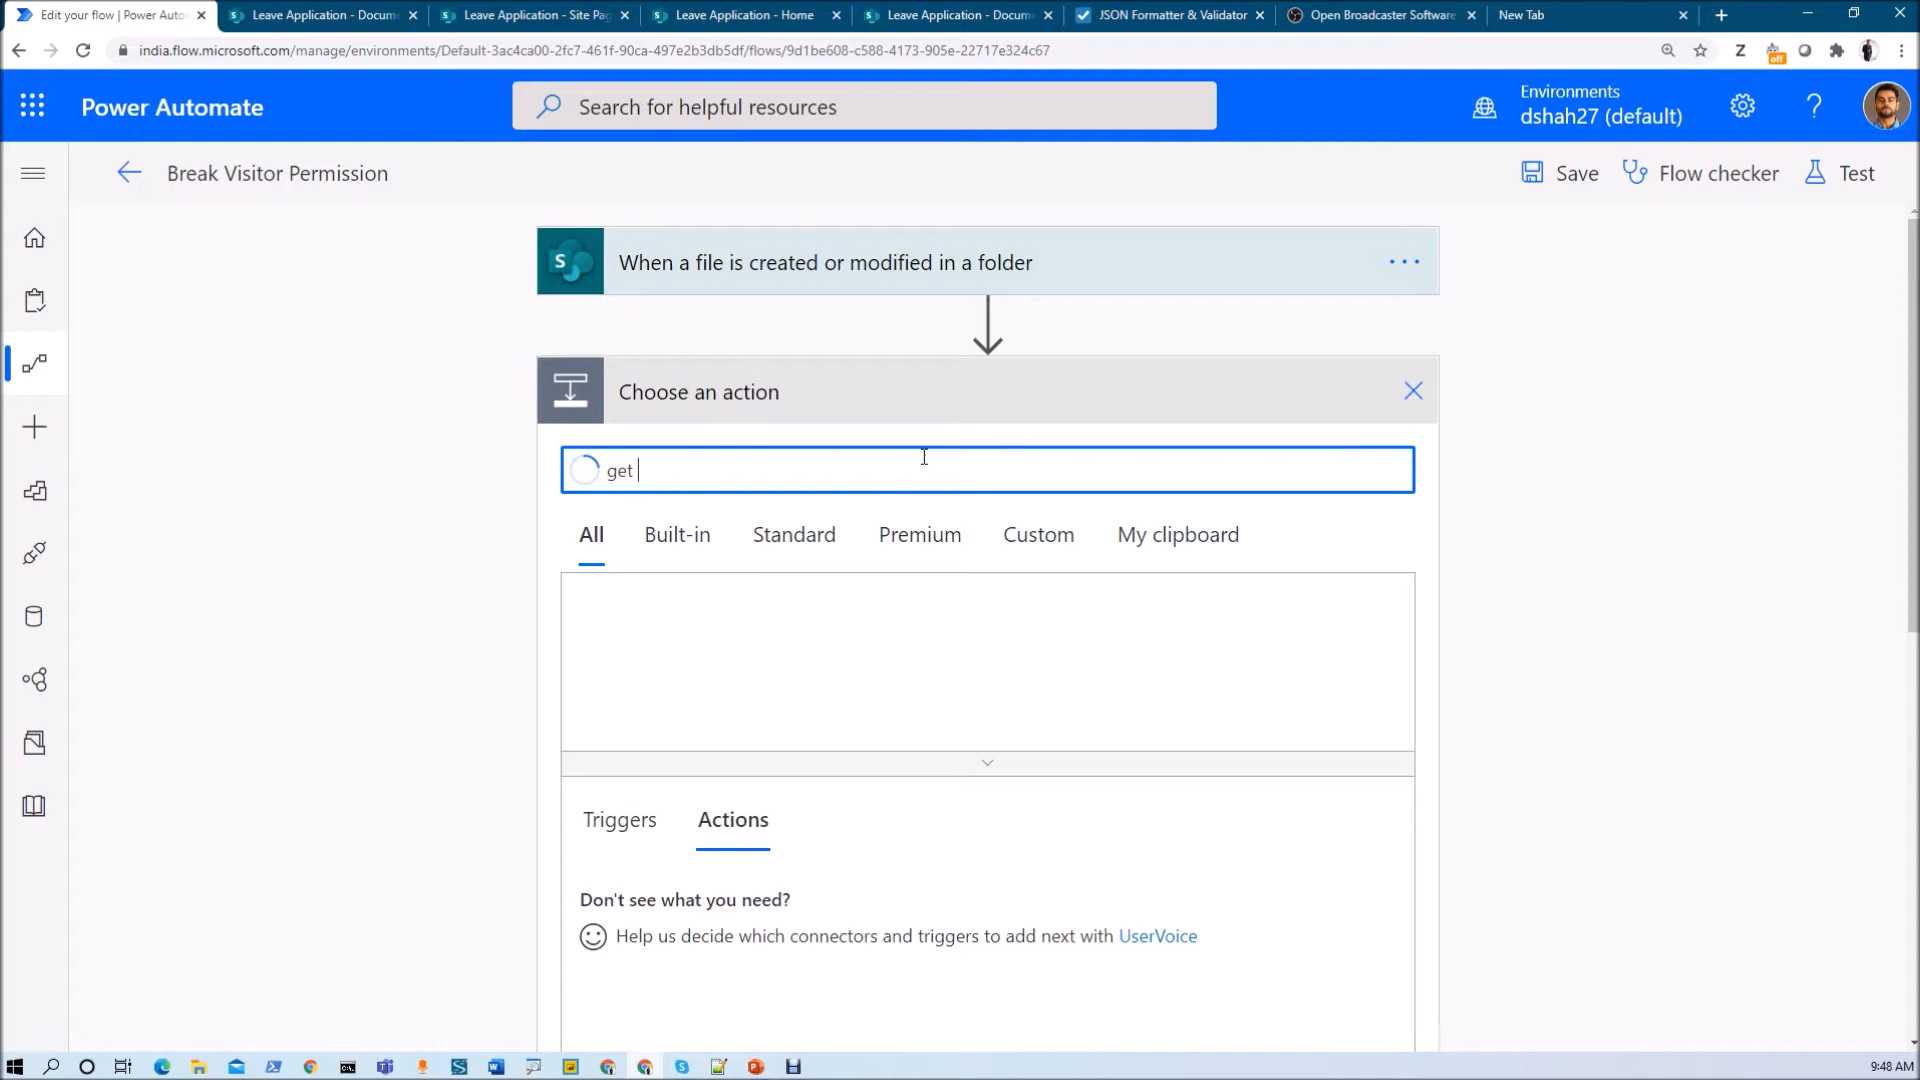 Edit your flow | Power Auto
Leave Application - Docum
Leave Application - Site Pag
Leave Application - Home
Leave Application - Docum
JSON Formatter & Validator
Open Broadcaster Software
New Tab
india.flow.microsoft.com/manage/environments/Default-3ac4ca00-2fc7-461f-90ca-497e2b3db5df/flows/9d1be608-c588-4173-905e-22717e324c67
Z
off
Power Automate
Search for helpful resources
Environments
dshah27 (default)
Break Visitor Permission
Save
Flow checker
Test
S
When a file is created or modified in a folder
Choose an action
get
All
Built-in
Standard
Premium
Custom
My clipboard
Triggers
Actions
Don't see what you need?
Help us decide which connectors and triggers to add next with UserVoice
9:48 AM